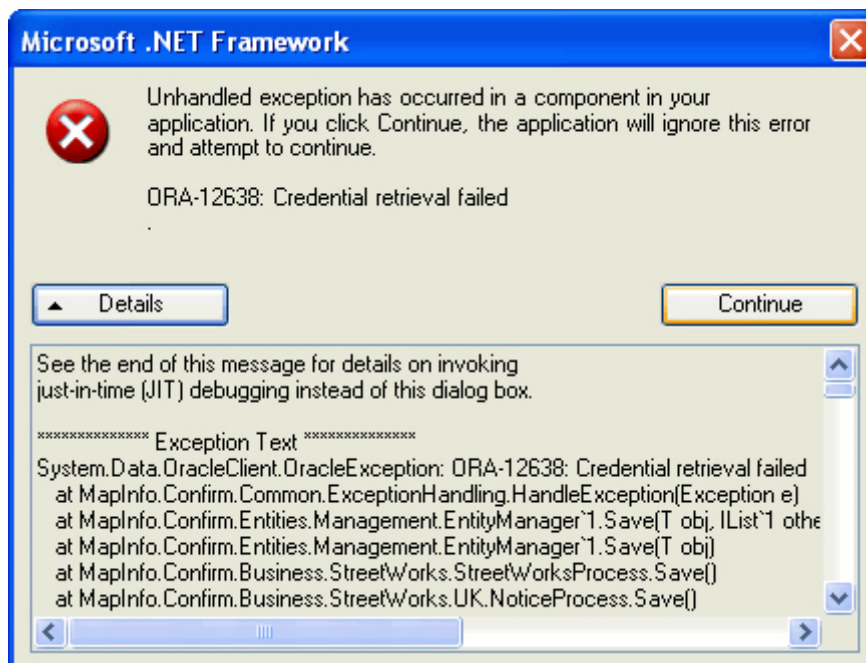 Microsoft .NET Framework
Unhandled exception has occurred in a component in your
application. If you click Continue, the application will ignore this error
and attempt to continue.
ORA-12638: Credential retrieval failed
.
Details
Continue
See the end of this message for details on invoking
just-in-time (JIT) debugging instead of this dialog box.
************** Exception Text **************
System.Data.OracleClient.OracleException: ORA-12638: Credential retrieval failed
at MapInfo.Confirm.Common.ExceptionHandling.HandleException(Exception e)
at MapInfo.Confirm.Entities.Management.EntityManager`1.Save(T obj, IList`1 othe
at MapInfo.Confirm.Entities.Management.EntityManager`1.Save(T obj)
at MapInfo.Confirm.Business.StreetWorks.StreetWorksProcess.Save()
at MapInfo.Confirm.Business.StreetWorks.UK.NoticeProcess.Save()